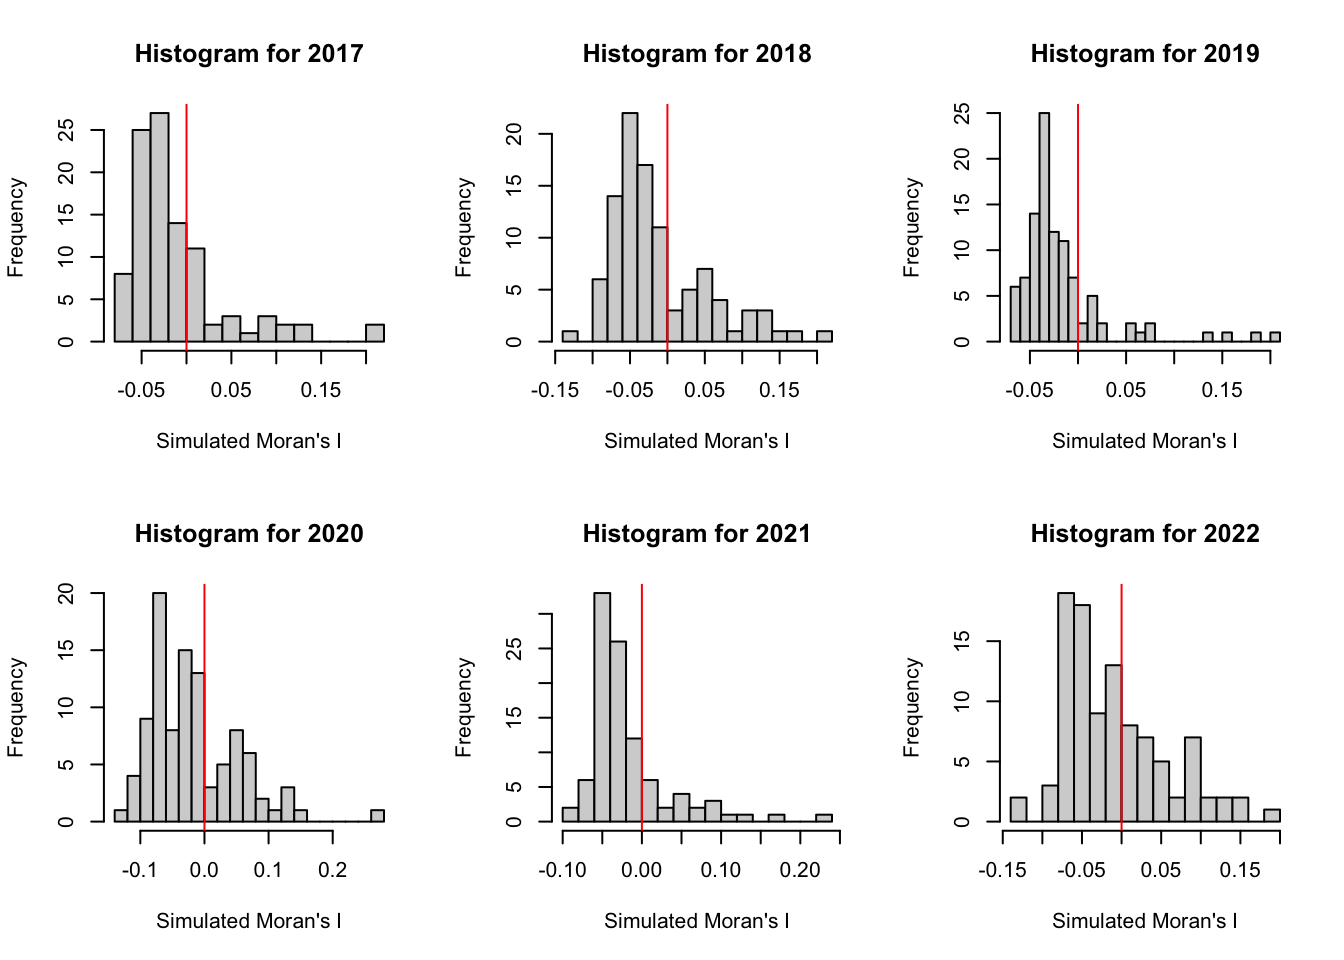 Histogram for 2017
Frequency
0 5 10 15 20 25
-0.05 0.05 0.15
Simulated Moran's I
Histogram for 2018
Frequency
0 5 10 15 20
-0.15 -0.05 0.05 0.15
Simulated Moran's I
Histogram for 2019
Frequency
0 5 10 15 20 25
-0.05 0.05 0.15
Simulated Moran's I
Histogram for 2020
Frequency
0 5 10 15 20
-0.1 0.0 0.1 0.2
Simulated Moran's I
Histogram for 2021
Frequency
0 5 15 25
-0.10 0.00 0.10 0.20
Simulated Moran's I
Histogram for 2022
Frequency
0 5 10 15
-0.15 -0.05 0.05 0.15
Simulated Moran's I